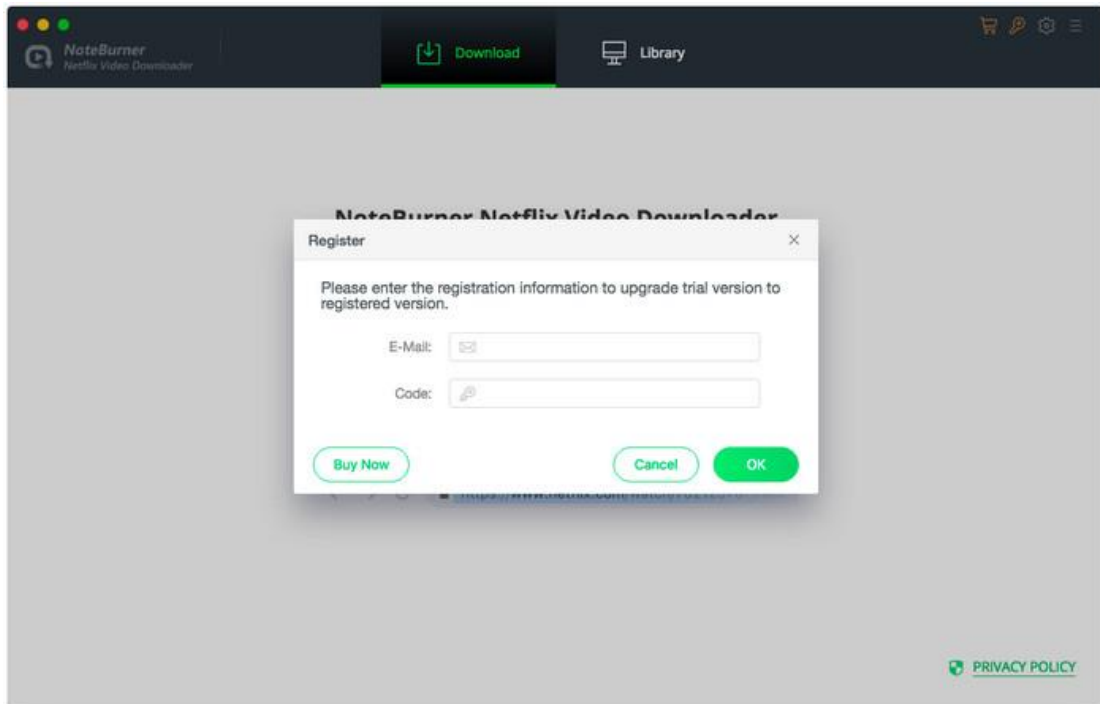 NoteBurner
Netflix Video Downloader
Download
Library
NoteBurner Netflix Video Downloader
Register
Please enter the registration information to upgrade trial version to
registered version.
E-Mail:
Code:
Buy Now
Cancel
OK
PRIVACY POLICY